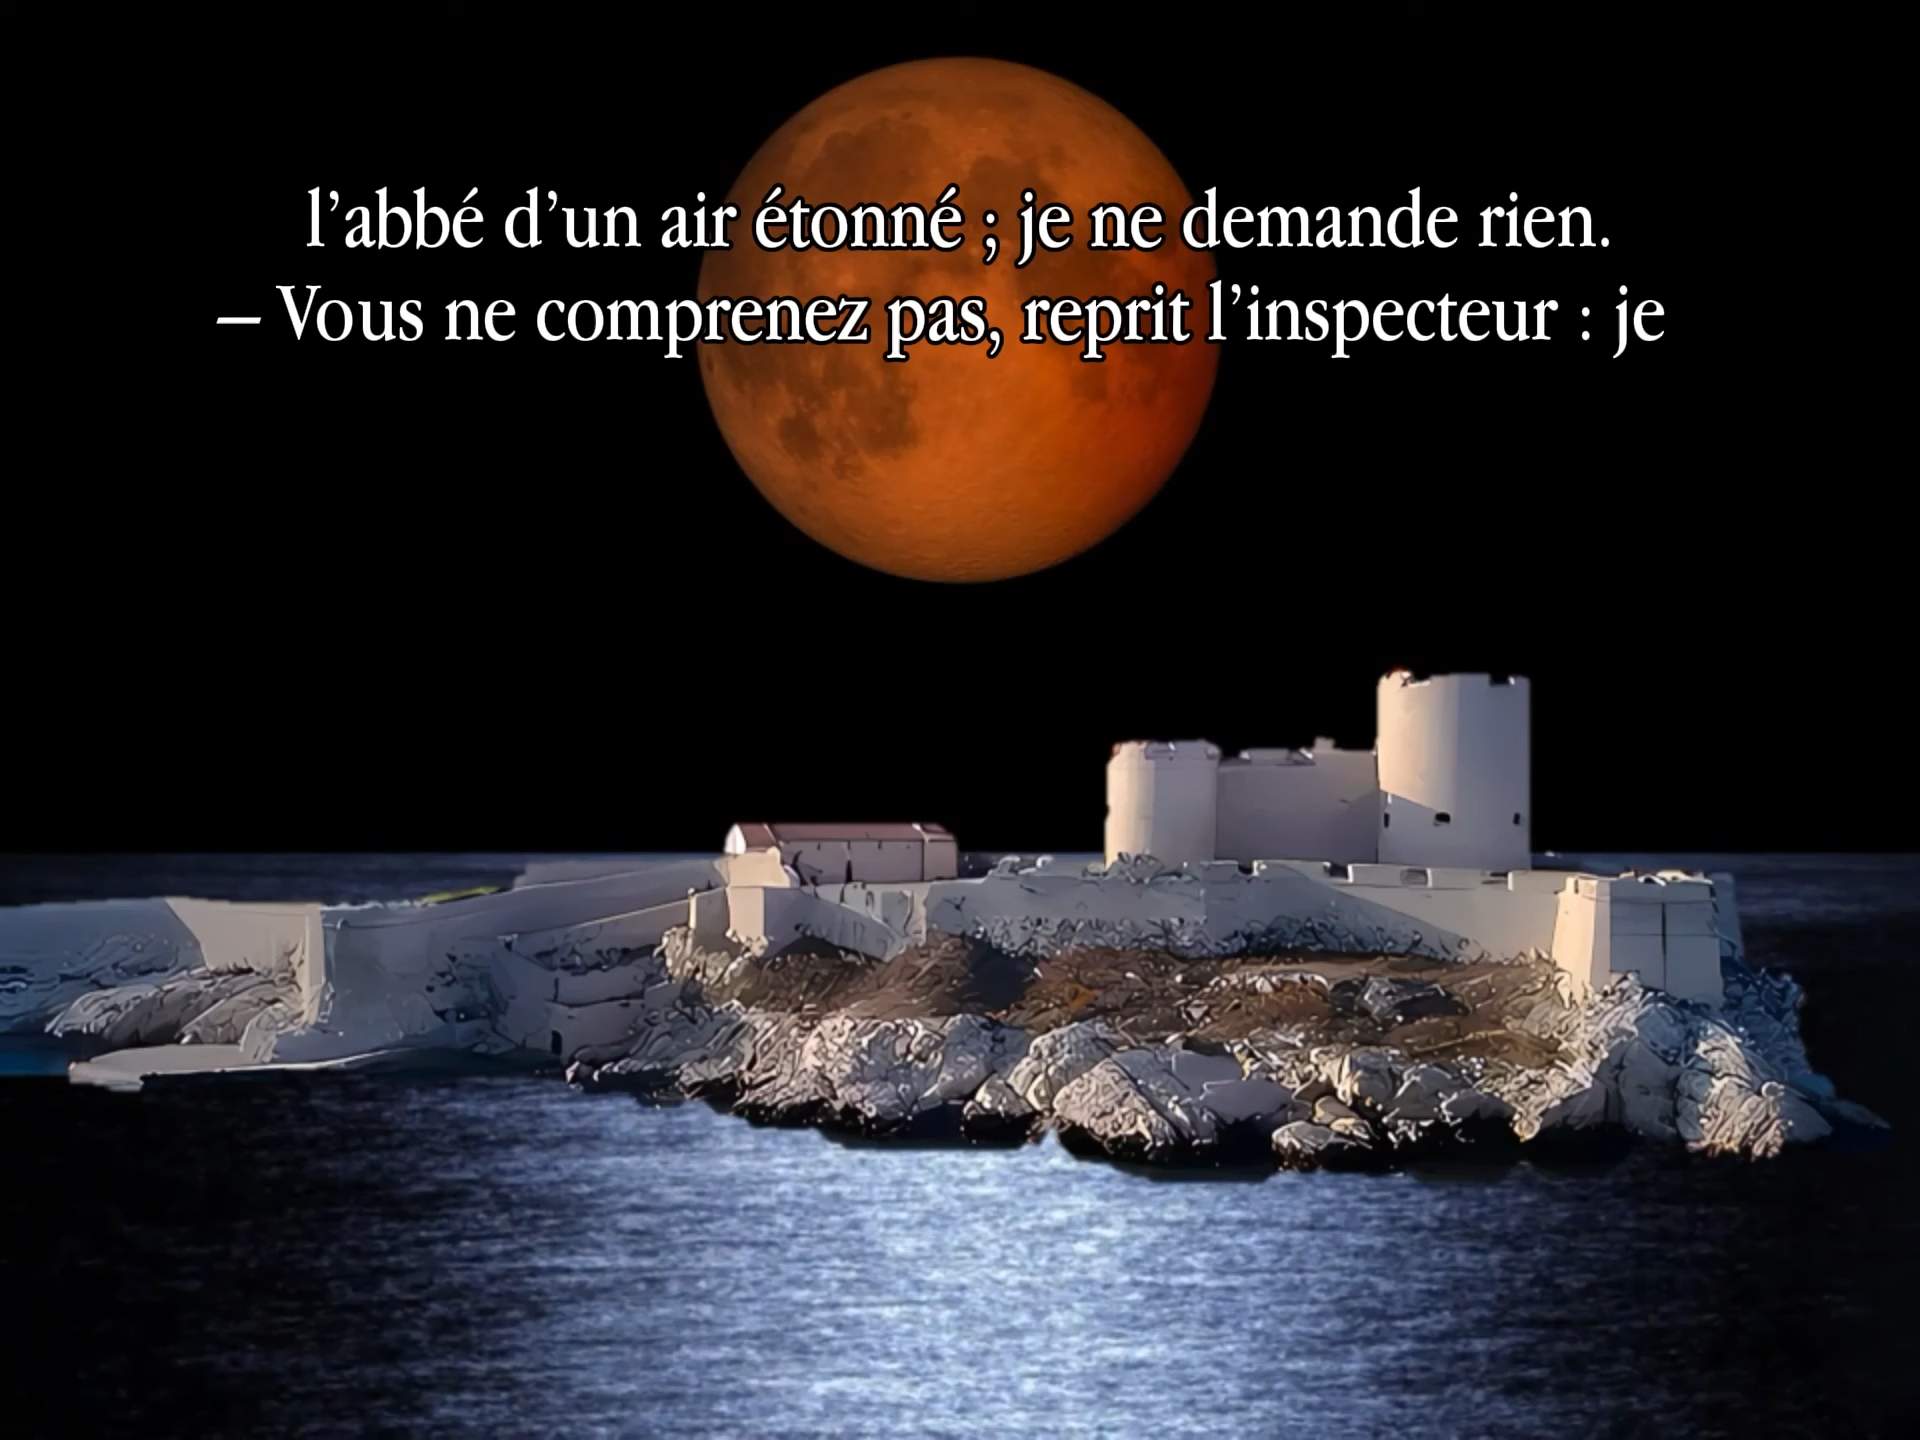 l’abbé d’un air étonné ; je ne demande rien.
– Vous ne comprenez pas, reprit l’inspecteur : je